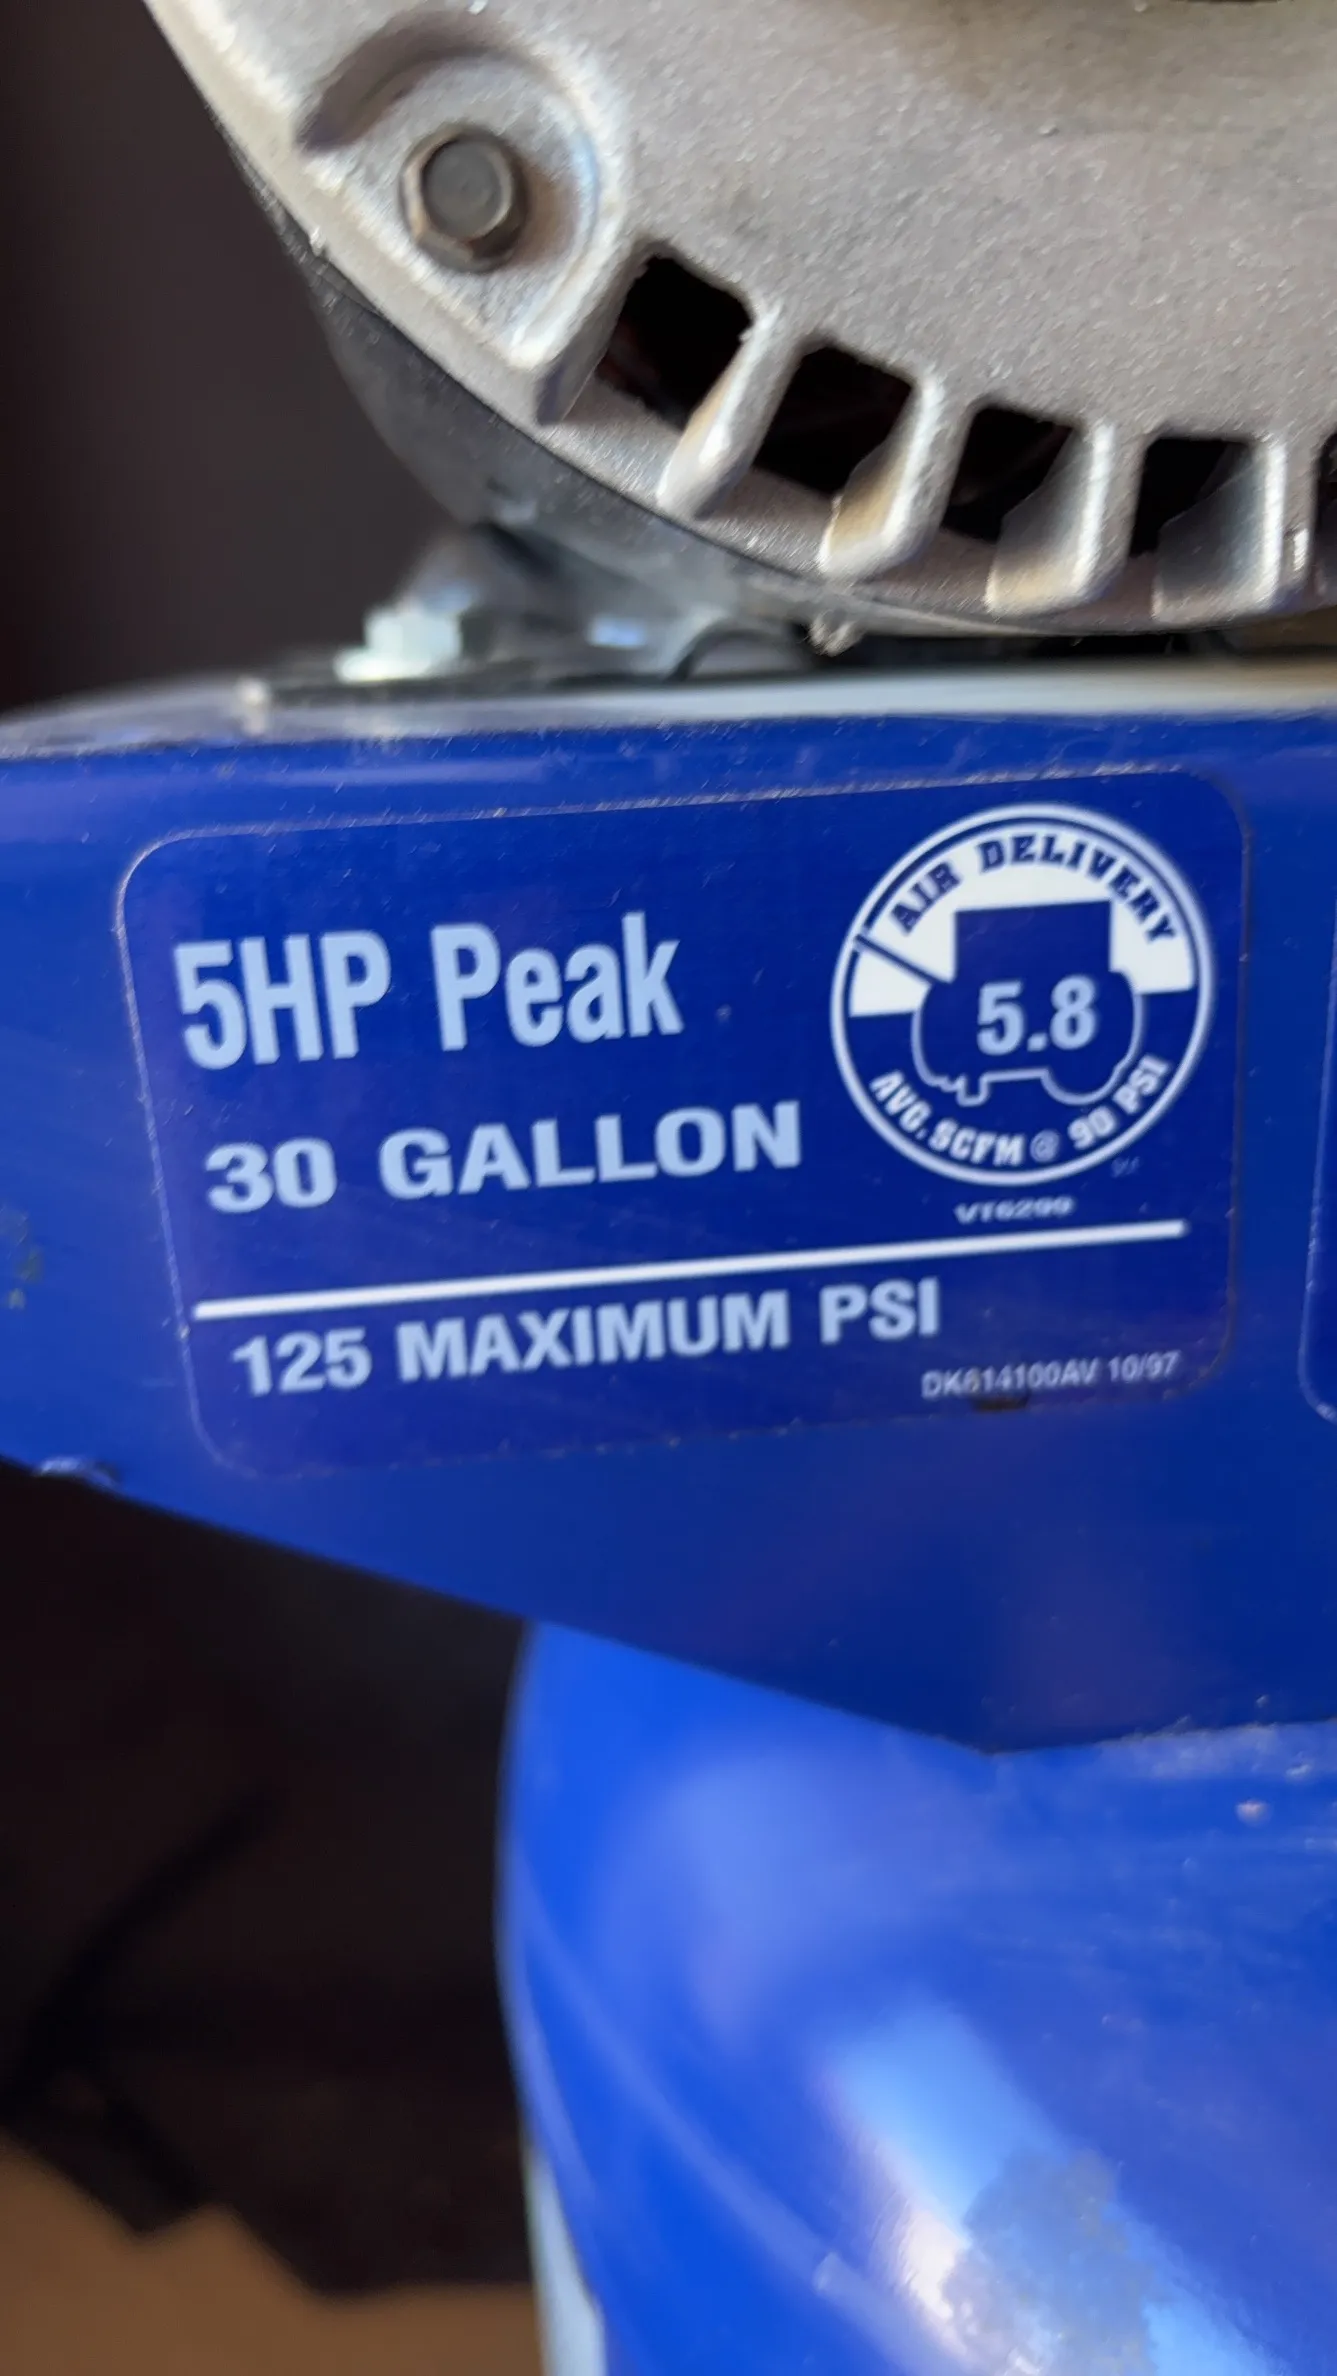 5HP Peak
30 GALLON
AIR DELIVERY
5.8
AVG. SCFM @ 90 PSI
SM
VT6299
125 MAXIMUM PSI
DK614100AV 10/97